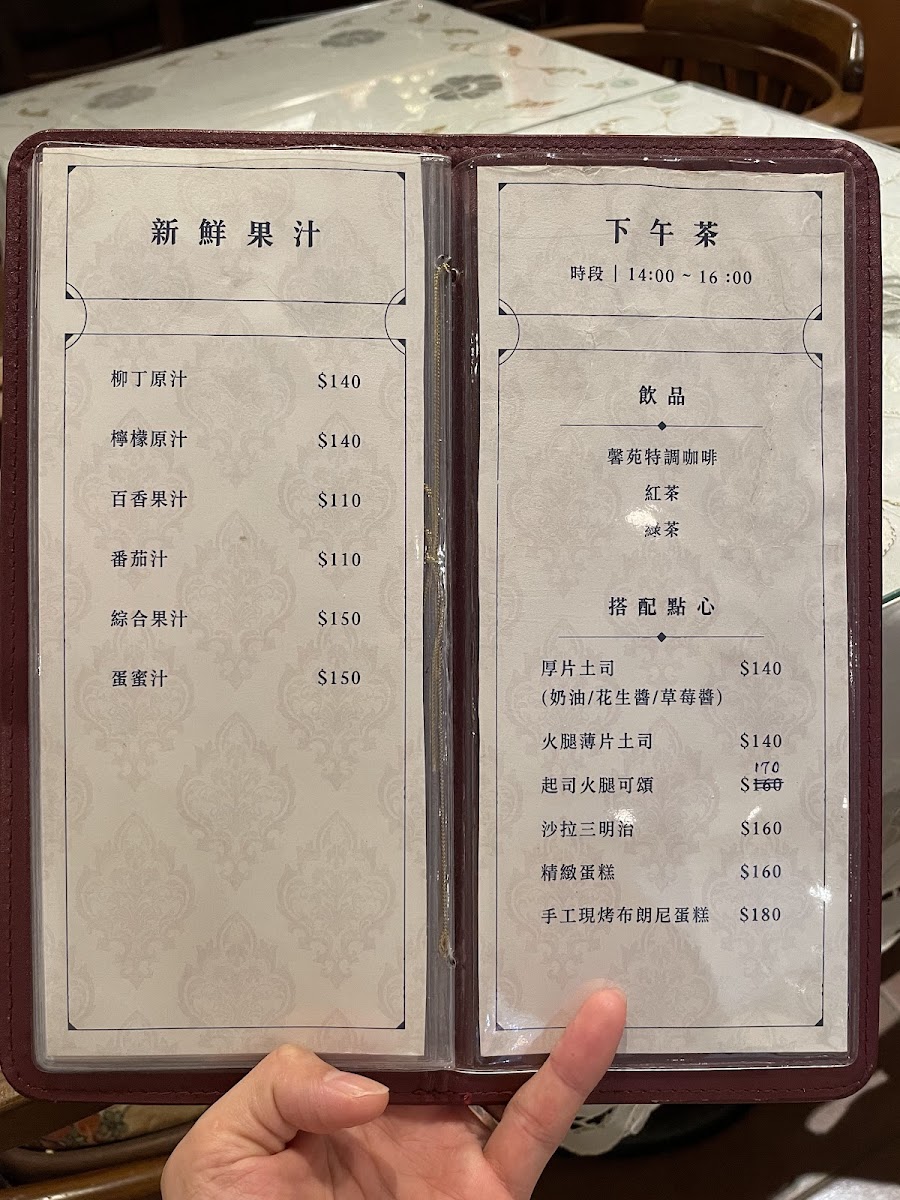 新鮮果汁
柳丁原汁 $140
檸檬原汁 $140
百香果汁 $110
番茄汁 $110
綜合果汁 $150
蛋蜜汁 $150
下午茶
時段 | 14:00 ~ 16 :00
飲品
馨苑特調咖啡
紅茶
綠茶
搭配點心
厚片土司 $140
(奶油/花生醬/草莓醬)
火腿薄片土司 $140
170
起司火腿可頌 $160
沙拉三明治 $160
精緻蛋糕 $160
手工現烤布朗尼蛋糕 $180